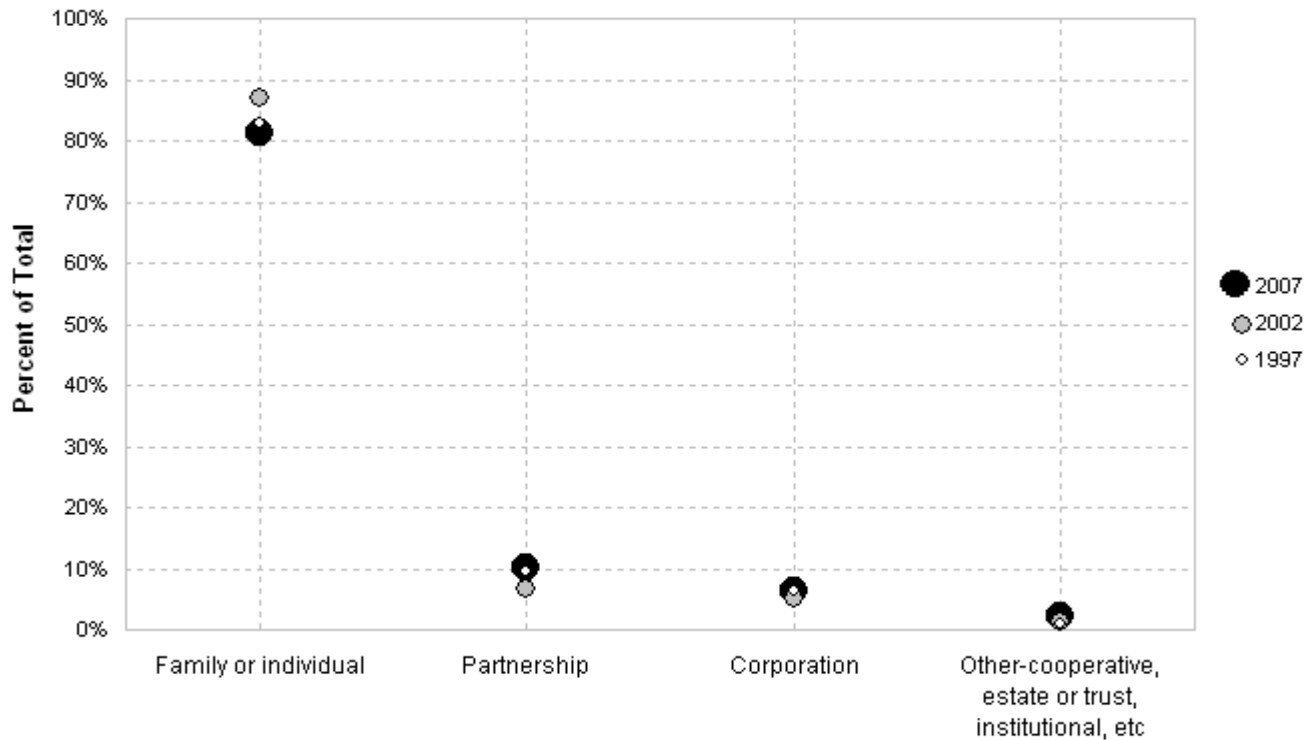 100%
90%
80%
70%
60%
50%
40%
30%
20%
10%
0%
Percent of Total
Family or individual
Partnership
Corporation
Other-cooperative,
estate or trust,
institutional, etc
2007
2002
1997